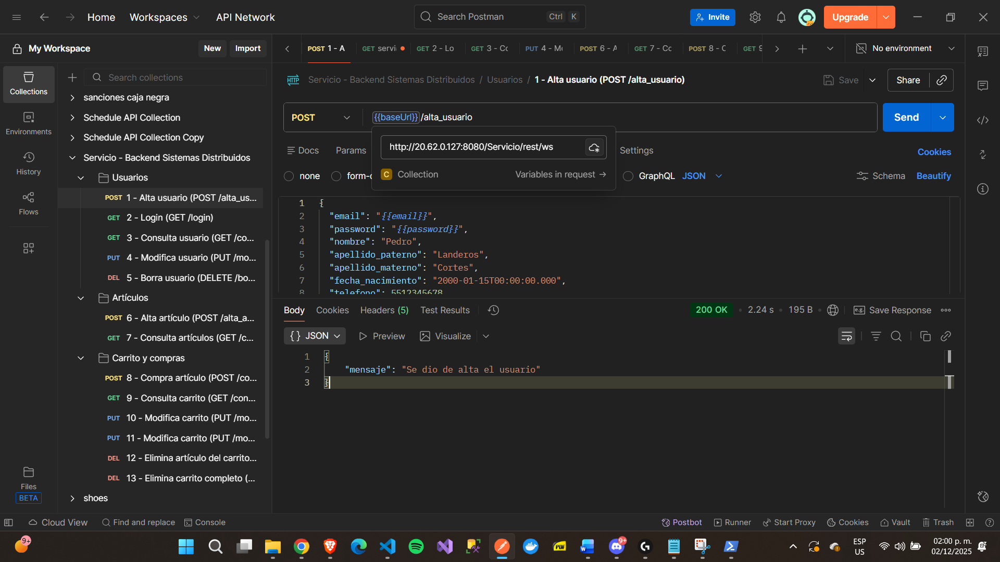 Home
Workspaces
API Network
Search Postman
Ctrl K
Invite
Upgrade
My Workspace
New
Import
POST 1 - A
GET servi
GET 2 - Lo
GET 3 - Co
PUT 4 - Mo
POST 6 - A
GET 7 - Co
POST 8 - C
GET 9
No environment
Collections
Environments
History
Flows
Files
BETA
Search collections
sanciones caja negra
Schedule API Collection
Schedule API Collection Copy
Servicio - Backend Sistemas Distribuidos
Usuarios
POST 1 - Alta usuario (POST /alta_us...
GET 2 - Login (GET /login)
GET 3 - Consulta usuario (GET /co...
PUT 4 - Modifica usuario (PUT /mo...
DEL 5 - Borra usuario (DELETE /bo...
Artículos
POST 6 - Alta artículo (POST /alta_a...
GET 7 - Consulta artículos (GET /c...
Carrito y compras
POST 8 - Compra artículo (POST /co...
GET 9 - Consulta carrito (GET /con...
PUT 10 - Modifica carrito (PUT /mo...
PUT 11 - Modifica carrito (PUT /mo...
DEL 12 - Elimina artículo del carrito...
DEL 13 - Elimina carrito completo (...
shoes
HTTP Servicio - Backend Sistemas Distribuidos / Usuarios / 1 - Alta usuario (POST /alta_usuario)
Save
Share
POST
{{baseUrl}}/alta_usuario
Send
http://20.62.0.127:8080/Servicio/rest/ws
C Collection
Variables in request →
Docs
Params
Settings
Cookies
none
form-d
GraphQL
JSON
Schema
Beautify
1 {
2 "email": "{{email}}",
3 "password": "{{password}}",
4 "nombre": "Pedro",
5 "apellido_paterno": "Landeros",
6 "apellido_materno": "Cortes",
7 "fecha_nacimiento": "2000-01-15T00:00:00.000",
8 "telefono": 5512345678
Body
Cookies
Headers (5)
Test Results
200 OK
2.24 s
195 B
e.g. Save Response
{} JSON
Preview
Visualize
1 {
2 "mensaje": "Se dio de alta el usuario"
3 }
Cloud View
Find and replace
Console
Postbot
Runner
Start Proxy
Cookies
Vault
Trash
9+
PDF
9+
ESP
US
02:00 p. m.
02/12/2025